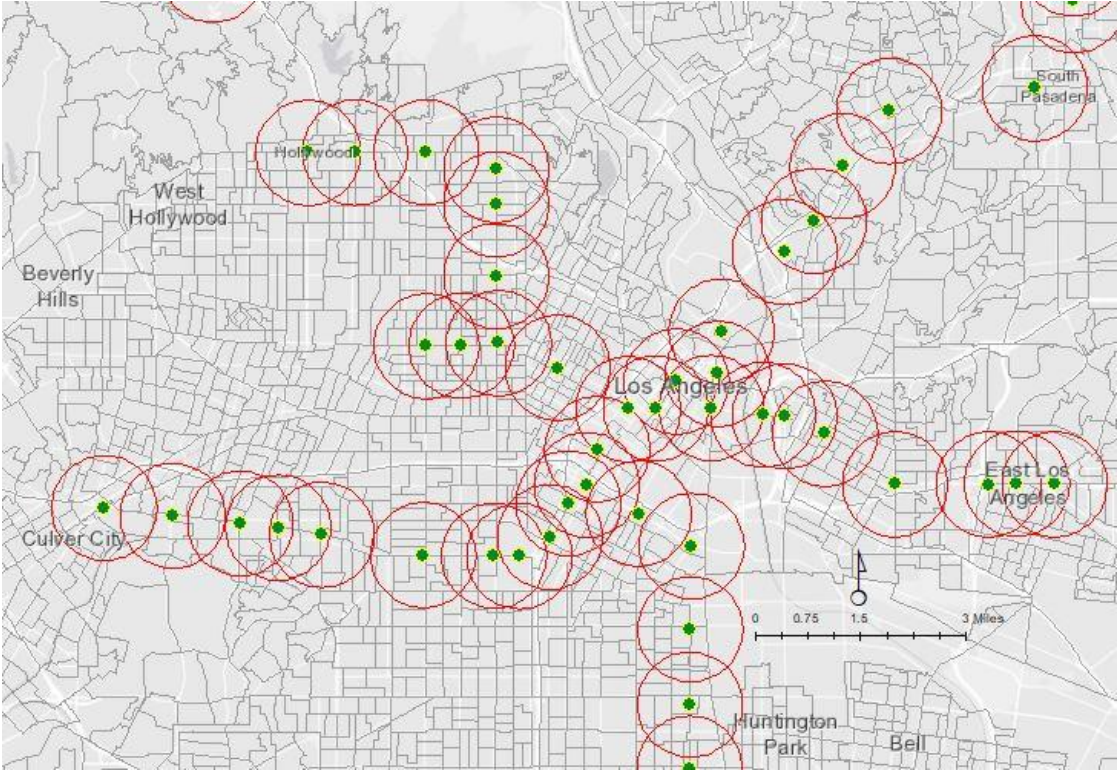 South
Pasadena
Hollywood
West
Hollywood
Beverly
Hills
Los Angeles
East Los
Angeles
Culver City
0 0.75 1.5 3 Miles
Huntington
Park
Bell